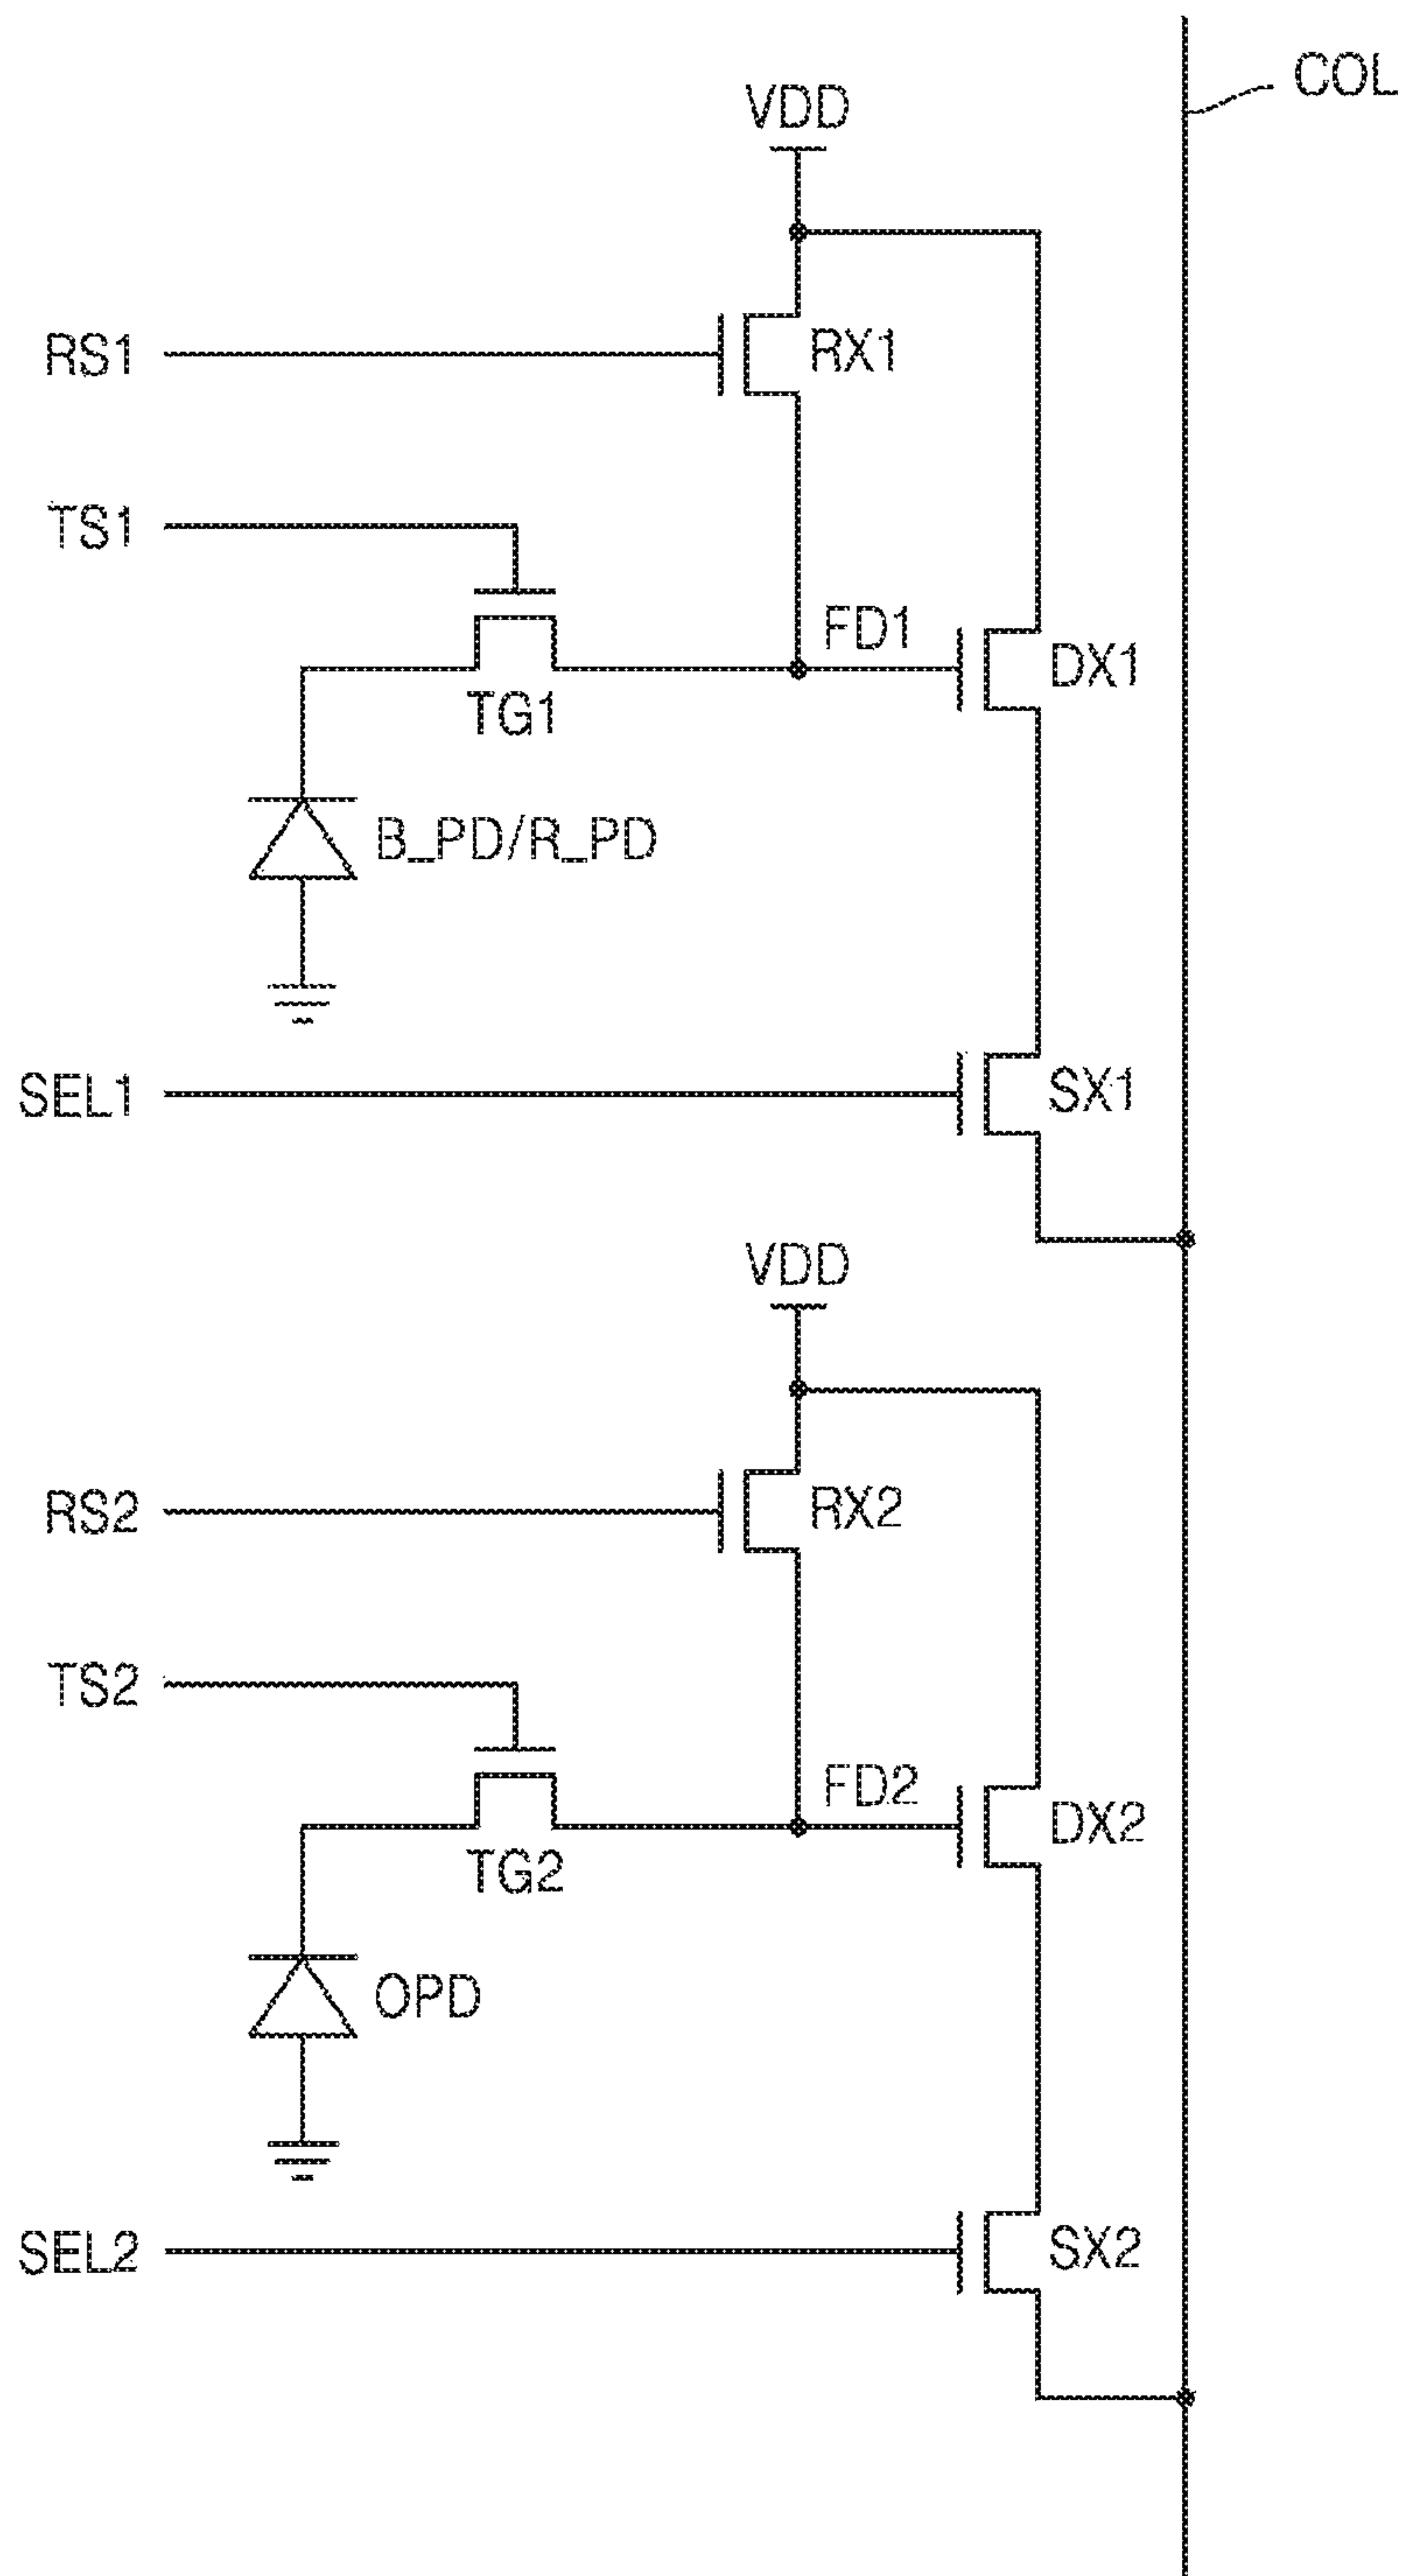 COL
VDD
RS1
RX1
TS1
FD1
DX1
TG1
B_PD/R_PD
SEL1
SX1
VDD
RS2
RX2
TS2
FD2
DX2
TG2
OPD
SEL2
SX2